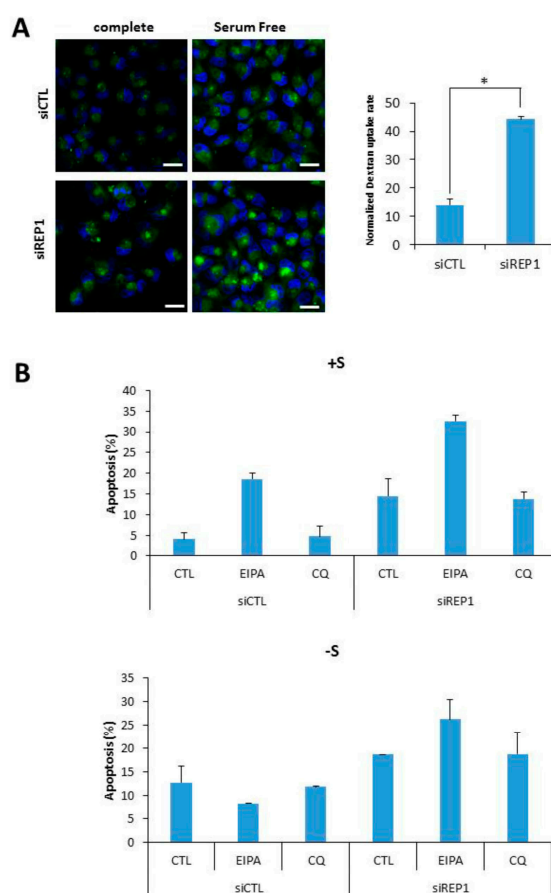 A
complete
Serum Free
siCTL
siREP1
Normalized Dextran uptake rate
50
40
30
20
10
0
*
siCTL
siREP1
B
+S
Apoptosis (%)
40
35
30
25
20
15
10
5
0
CTL
EIPA
CQ
CTL
EIPA
CQ
siCTL
siREP1
-S
Apoptosis (%)
35
30
25
20
15
10
5
0
CTL
EIPA
CQ
CTL
EIPA
CQ
siCTL
siREP1